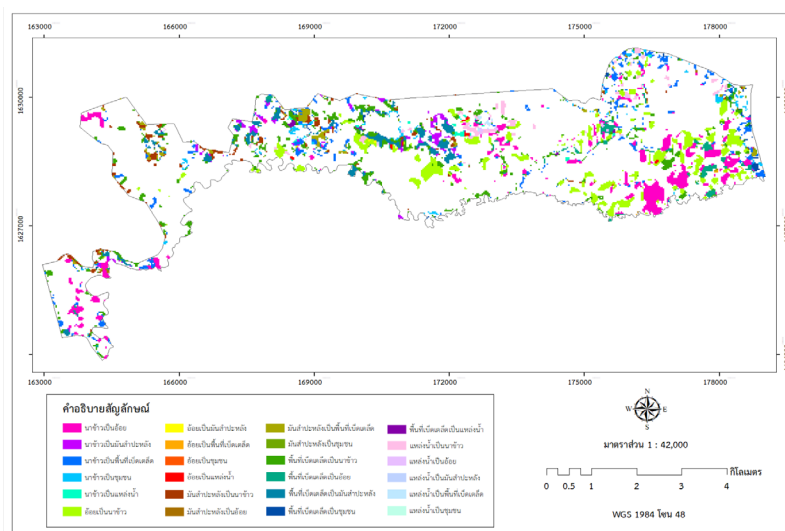 163000 166000 169000 172000 175000 178000
1630000
1627000
163000 166000 169000 172000 175000 178000
คำอธิบายสัญลักษณ์
นาข้าวเป็นอ้อย อ้อยเป็นมันสำปะหลัง มันสำปะหลังเป็นพื้นที่เบ็ดเตล็ด พื้นที่เบ็ดเตล็ดเป็นแหล่งน้ำ
นาข้าวเป็นมันสำปะหลัง อ้อยเป็นพื้นที่เบ็ดเตล็ด มันสำปะหลังเป็นชุมชน แหล่งน้ำเป็นนาข้าว
นาข้าวเป็นพื้นที่เบ็ดเตล็ด อ้อยเป็นชุมชน พื้นที่เบ็ดเตล็ดเป็นนาข้าว แหล่งน้ำเป็นอ้อย
นาข้าวเป็นชุมชน อ้อยเป็นแหล่งน้ำ พื้นที่เบ็ดเตล็ดเป็นอ้อย แหล่งน้ำเป็นมันสำปะหลัง
นาข้าวเป็นแหล่งน้ำ มันสำปะหลังเป็นนาข้าว พื้นที่เบ็ดเตล็ดเป็นมันสำปะหลัง แหล่งน้ำเป็นพื้นที่เบ็ดเตล็ด
อ้อยเป็นนาข้าว มันสำปะหลังเป็นอ้อย พื้นที่เบ็ดเตล็ดเป็นชุมชน แหล่งน้ำเป็นชุมชน
N
W E
S
มาตราส่วน 1 : 42,000
กิโลเมตร
0 0.5 1 2 3 4
WGS 1984 โซน 48